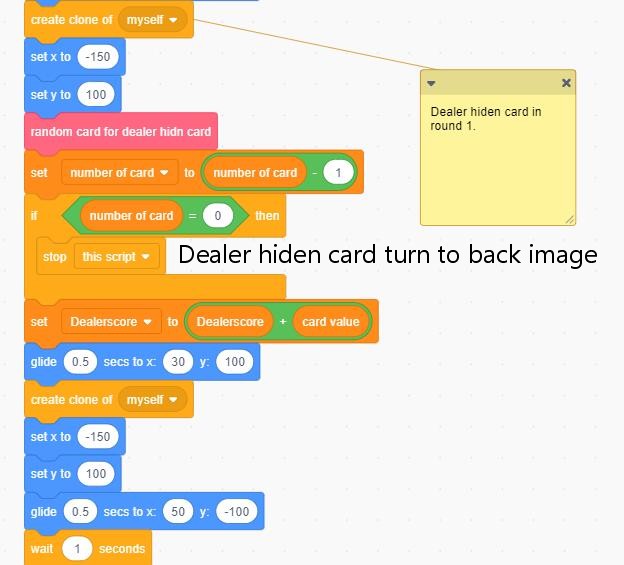 create clone of myself
set x to -150
set y to 100
Dealer hiden card in
round 1.
random card for dealer hidn card
set number of card to number of card - 1
if number of card = 0 then
stop this script
Dealer hiden card turn to back image
set Dealerscore to Dealerscore + card value
glide 0.5 secs to x: 30 y: 100
create clone of myself
set x to -150
set y to 100
glide 0.5 secs to x: 50 y: -100
wait 1 seconds